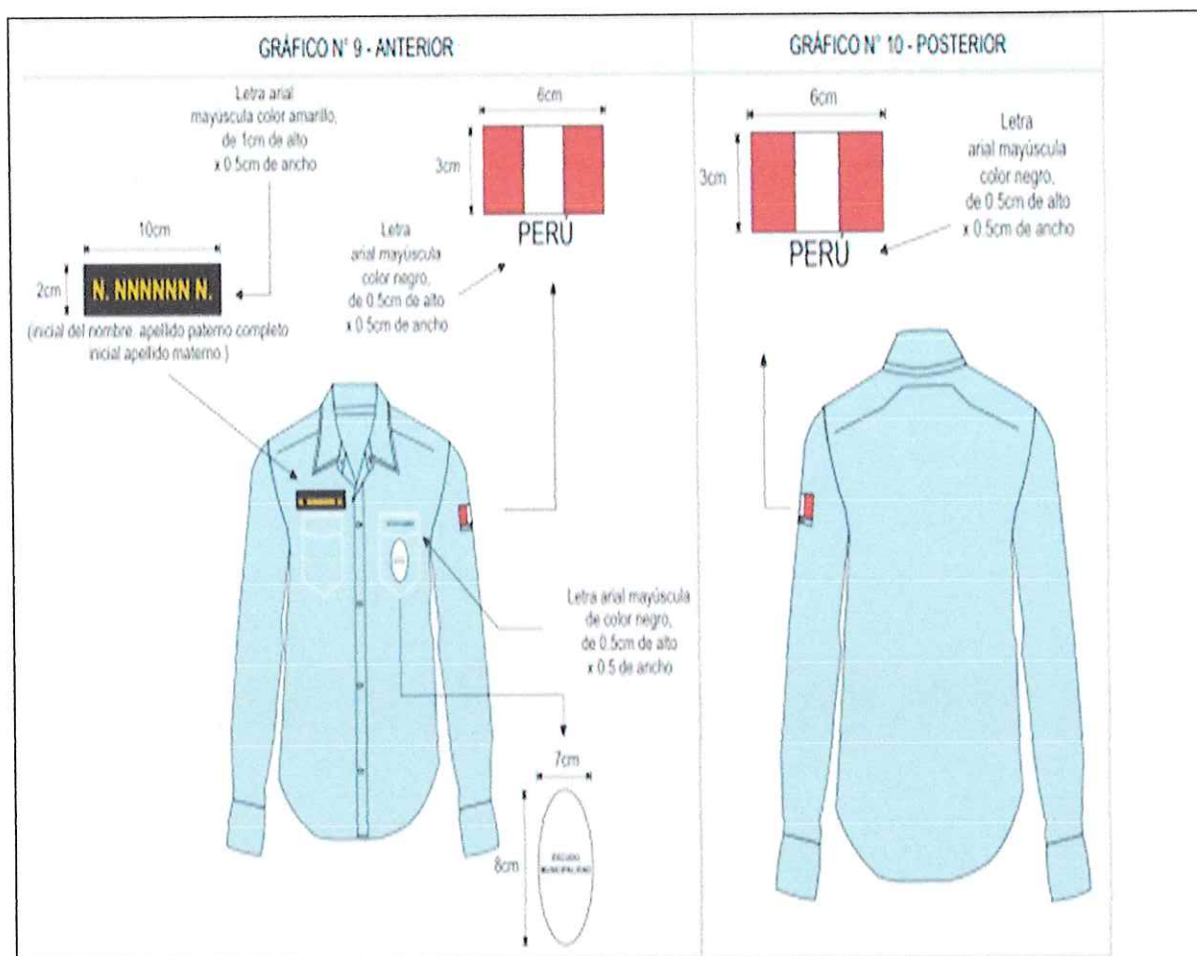 GRÁFICO N° 9 - ANTERIOR
Letra arial
mayúscula color amarillo,
de 1cm de alto
x 0.5cm de ancho
10cm
2cm
N. NNNNNN N.
(inicial del nombre, apellido paterno completo
inicial apellido materno.)
6cm
3cm
PERÚ
Letra
arial mayúscula
color negro,
de 0.5cm de alto
x 0.5cm de ancho
Letra arial mayúscula
de color negro,
de 0.5cm de alto
x 0.5 de ancho
7cm
8cm
ESCUDO
MUNICIPALIDAD
GRÁFICO N° 10 - POSTERIOR
6cm
3cm
PERÚ
Letra
arial mayúscula
color negro,
de 0.5cm de alto
x 0.5cm de ancho